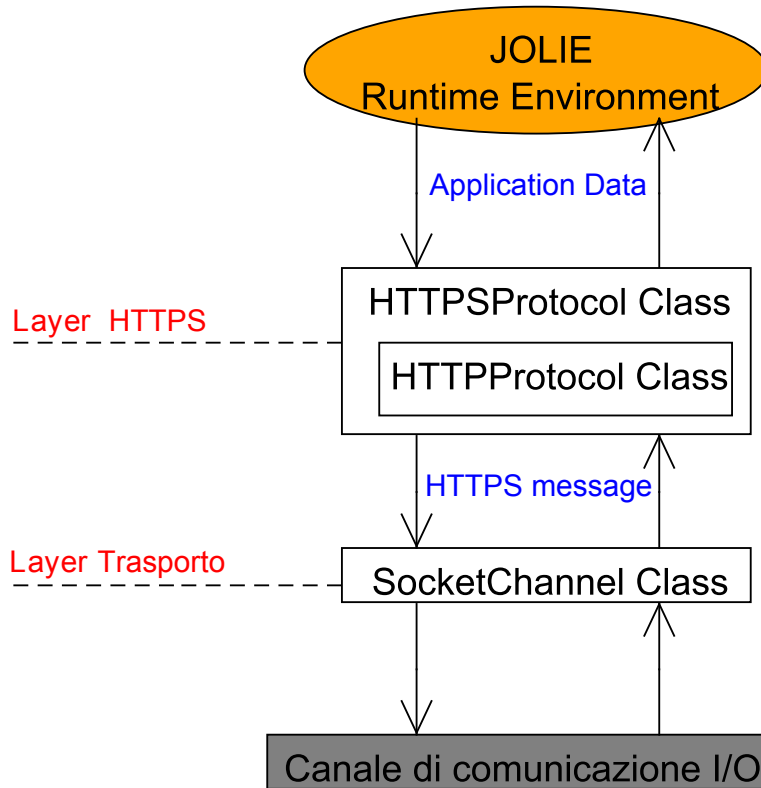 JOLIE
Runtime Environment
Application Data
HTTPSProtocol Class
Layer HTTPS
HTTPProtocol Class
HTTPS message
Layer Trasporto
SocketChannel Class
Canale di comunicazione I/O